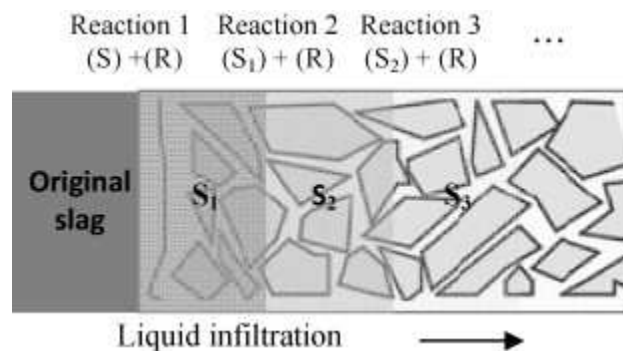 Reaction 1 Reaction 2 Reaction 3 ...
(S) +(R) (S₁) + (R) (S₂) + (R)
Original
slag
S₁ S₂ S₃
Liquid infiltration